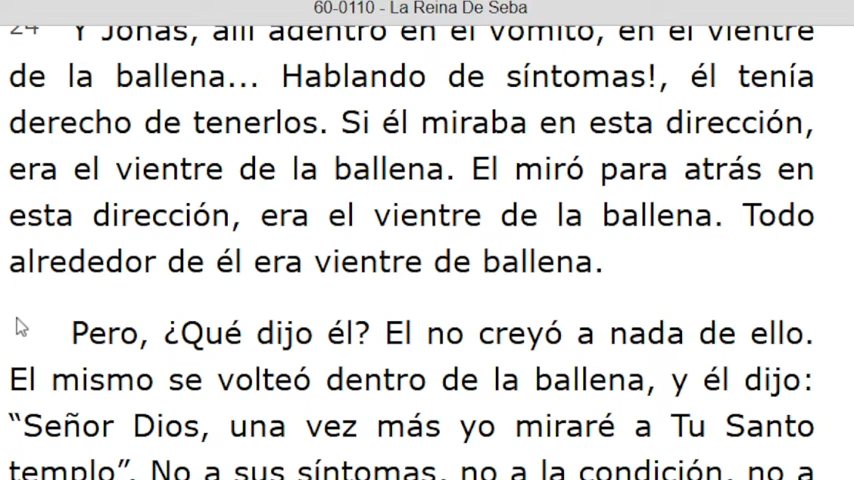 60-0110 - La Reina De Seba
24 Y Jonás, allí adentro en el vómito, en el vientre
de la ballena... Hablando de síntomas!, él tenía
derecho de tenerlos. Si él miraba en esta dirección,
era el vientre de la ballena. El miró para atrás en
esta dirección, era el vientre de la ballena. Todo
alrededor de él era vientre de ballena.
Pero, ¿Qué dijo él? El no creyó a nada de ello.
El mismo se volteó dentro de la ballena, y él dijo:
“Señor Dios, una vez más yo miraré a Tu Santo
templo”. No a sus síntomas, no a la condición, no a